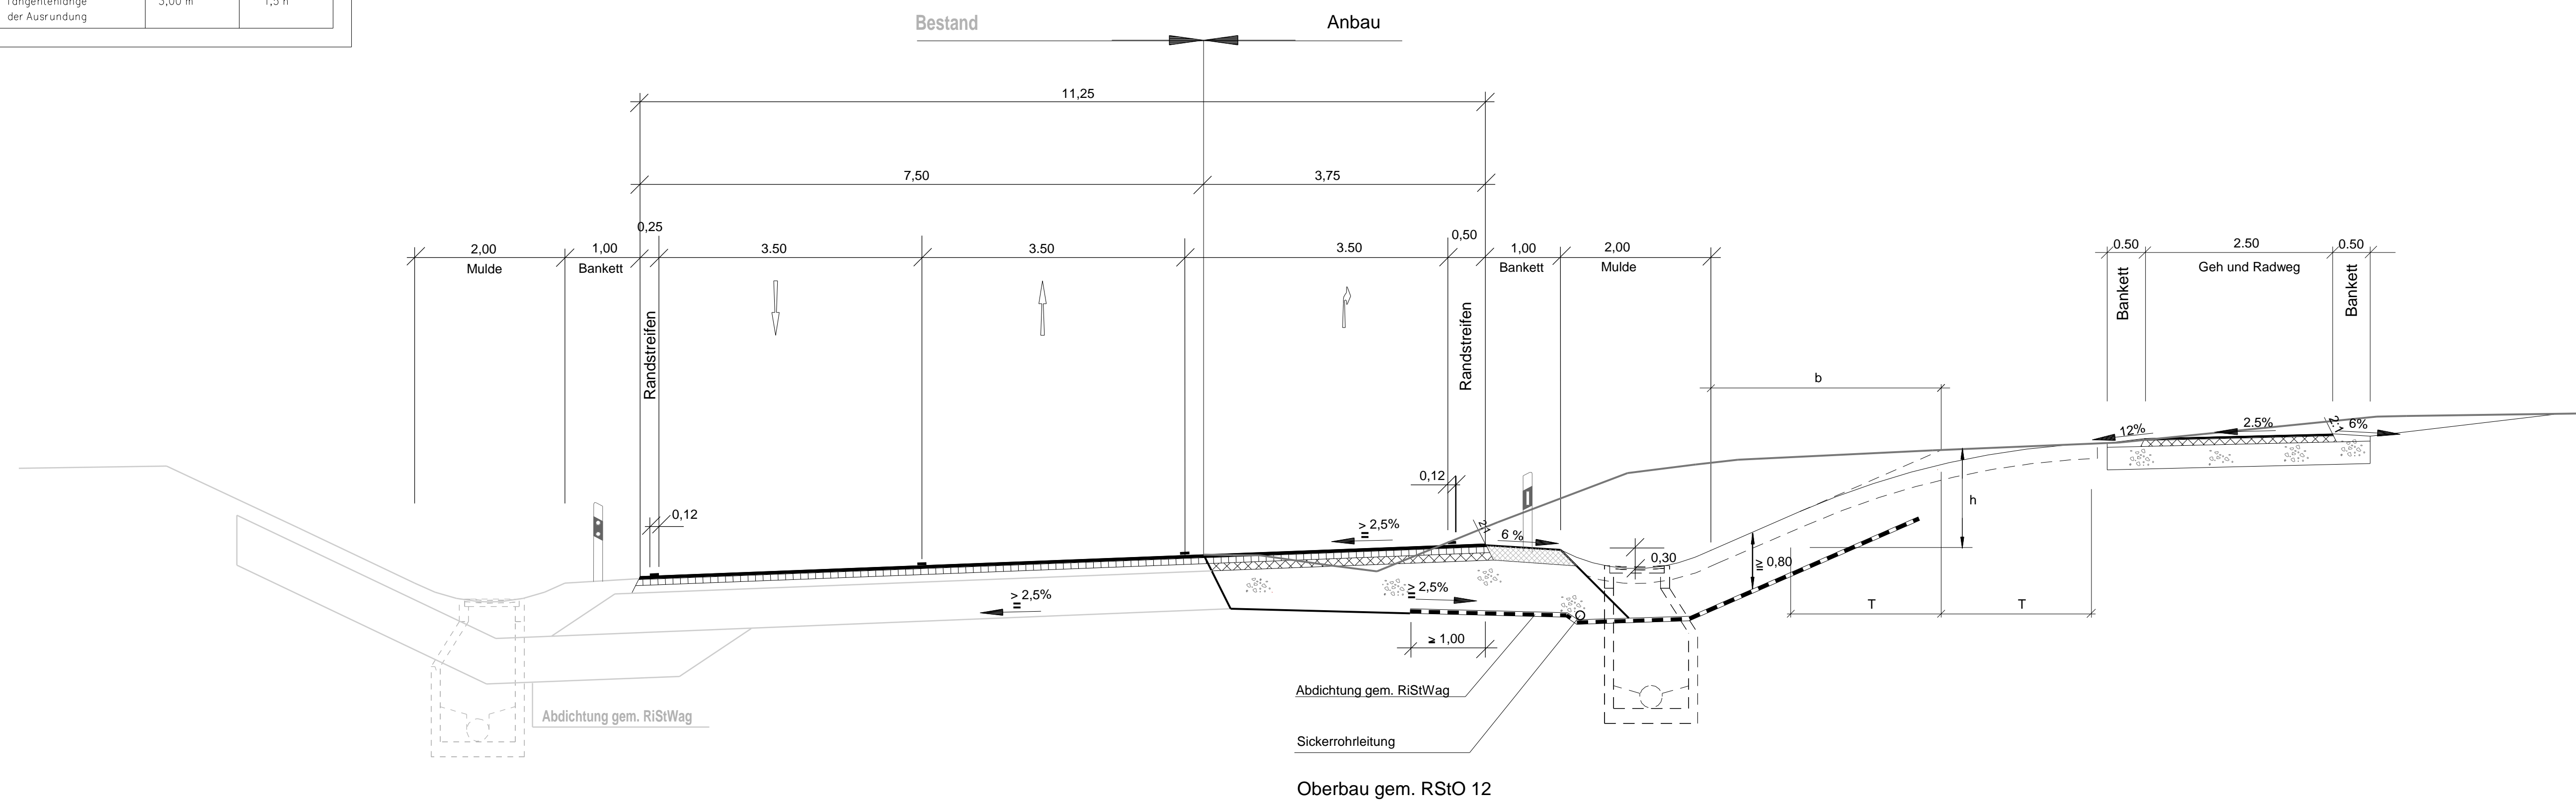 Tangentenlänge 3,00 m 1,5 h
der Ausrundung
Bestand Anbau
11,25
7,50 3,75
0,25 0,50
2,00 1,00 3.50 3.50 3.50 1,00 2,00 0.50 2.50 0.50
Mulde Bankett Bankett Mulde Geh und Radweg
Bankett
Bankett
Randstreifen
Randstreifen
b
12% 2.5% 2:1 6%
0,12
0,12
h
> 2,5% 2:1 6 %
0,30 ≥ 0,80
> 2,5% ≥ 2,5%
T T
≥ 1,00
Abdichtung gem. RiStWag
Abdichtung gem. RiStWag
Sickerrohrleitung
Oberbau gem. RStO 12